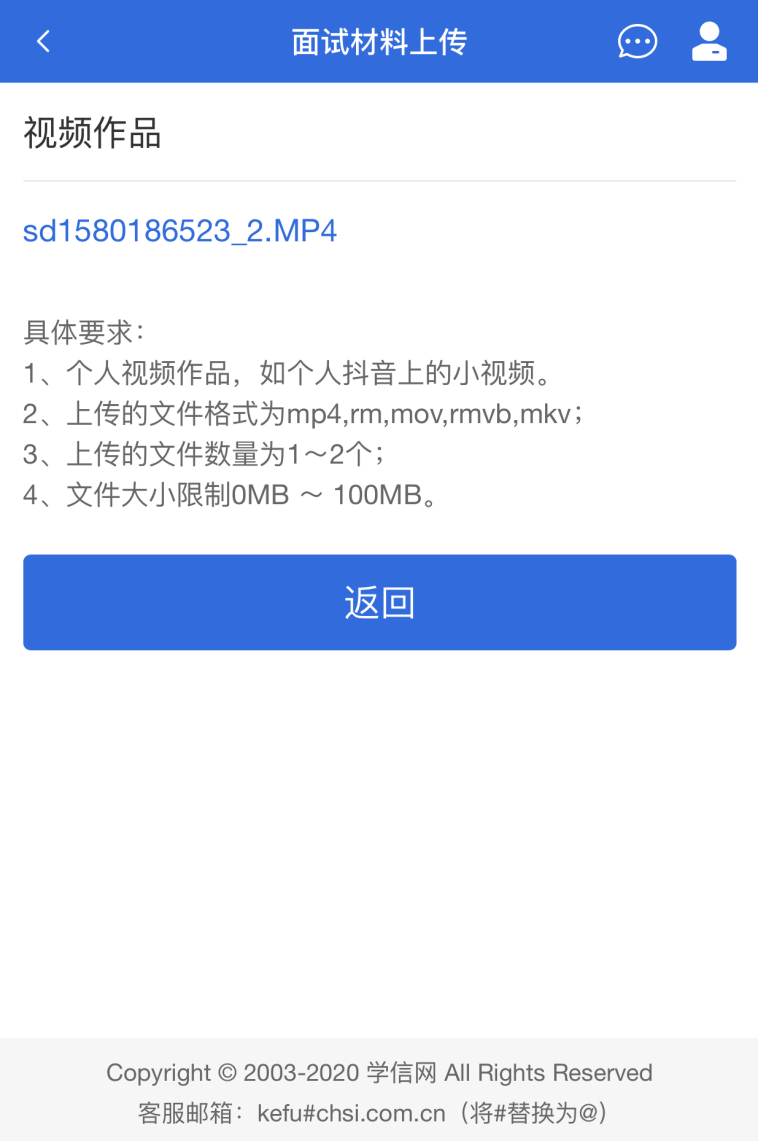 面试材料上传
视频作品
sd1580186523_2.MP4
具体要求：
1、个人视频作品，如个人抖音上的小视频。
2、上传的文件格式为mp4,rm,mov,rmvb,mkv；
3、上传的文件数量为1～2个；
4、文件大小限制0MB ～ 100MB。
返回
Copyright © 2003-2020 学信网 All Rights Reserved
客服邮箱：kefu#chsi.com.cn（将#替换为@）